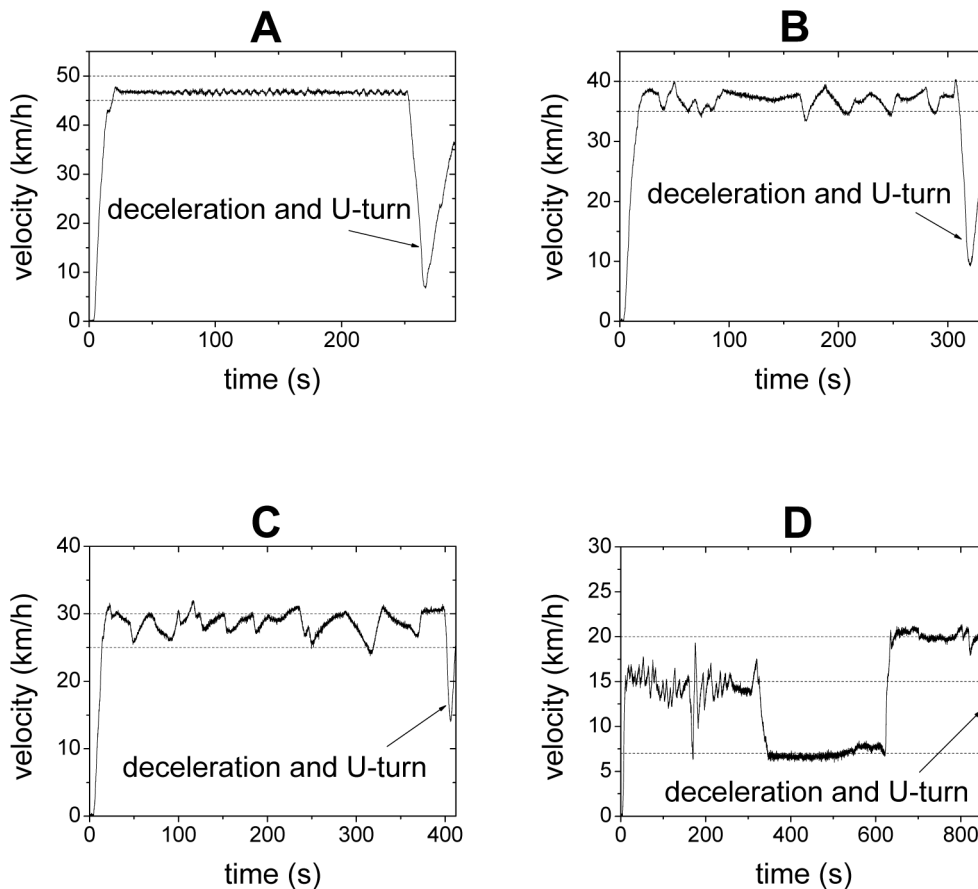 A
velocity (km/h)
50
40
30
20
10
0
deceleration and U-turn
0 100 200
time (s)
B
velocity (km/h)
40
30
20
10
0
deceleration and U-turn
0 100 200 300
time (s)
C
velocity (km/h)
40
30
20
10
0
deceleration and U-turn
0 100 200 300 400
time (s)
D
velocity (km/h)
30
25
20
15
10
5
0
deceleration and U-turn
0 200 400 600 800
time (s)